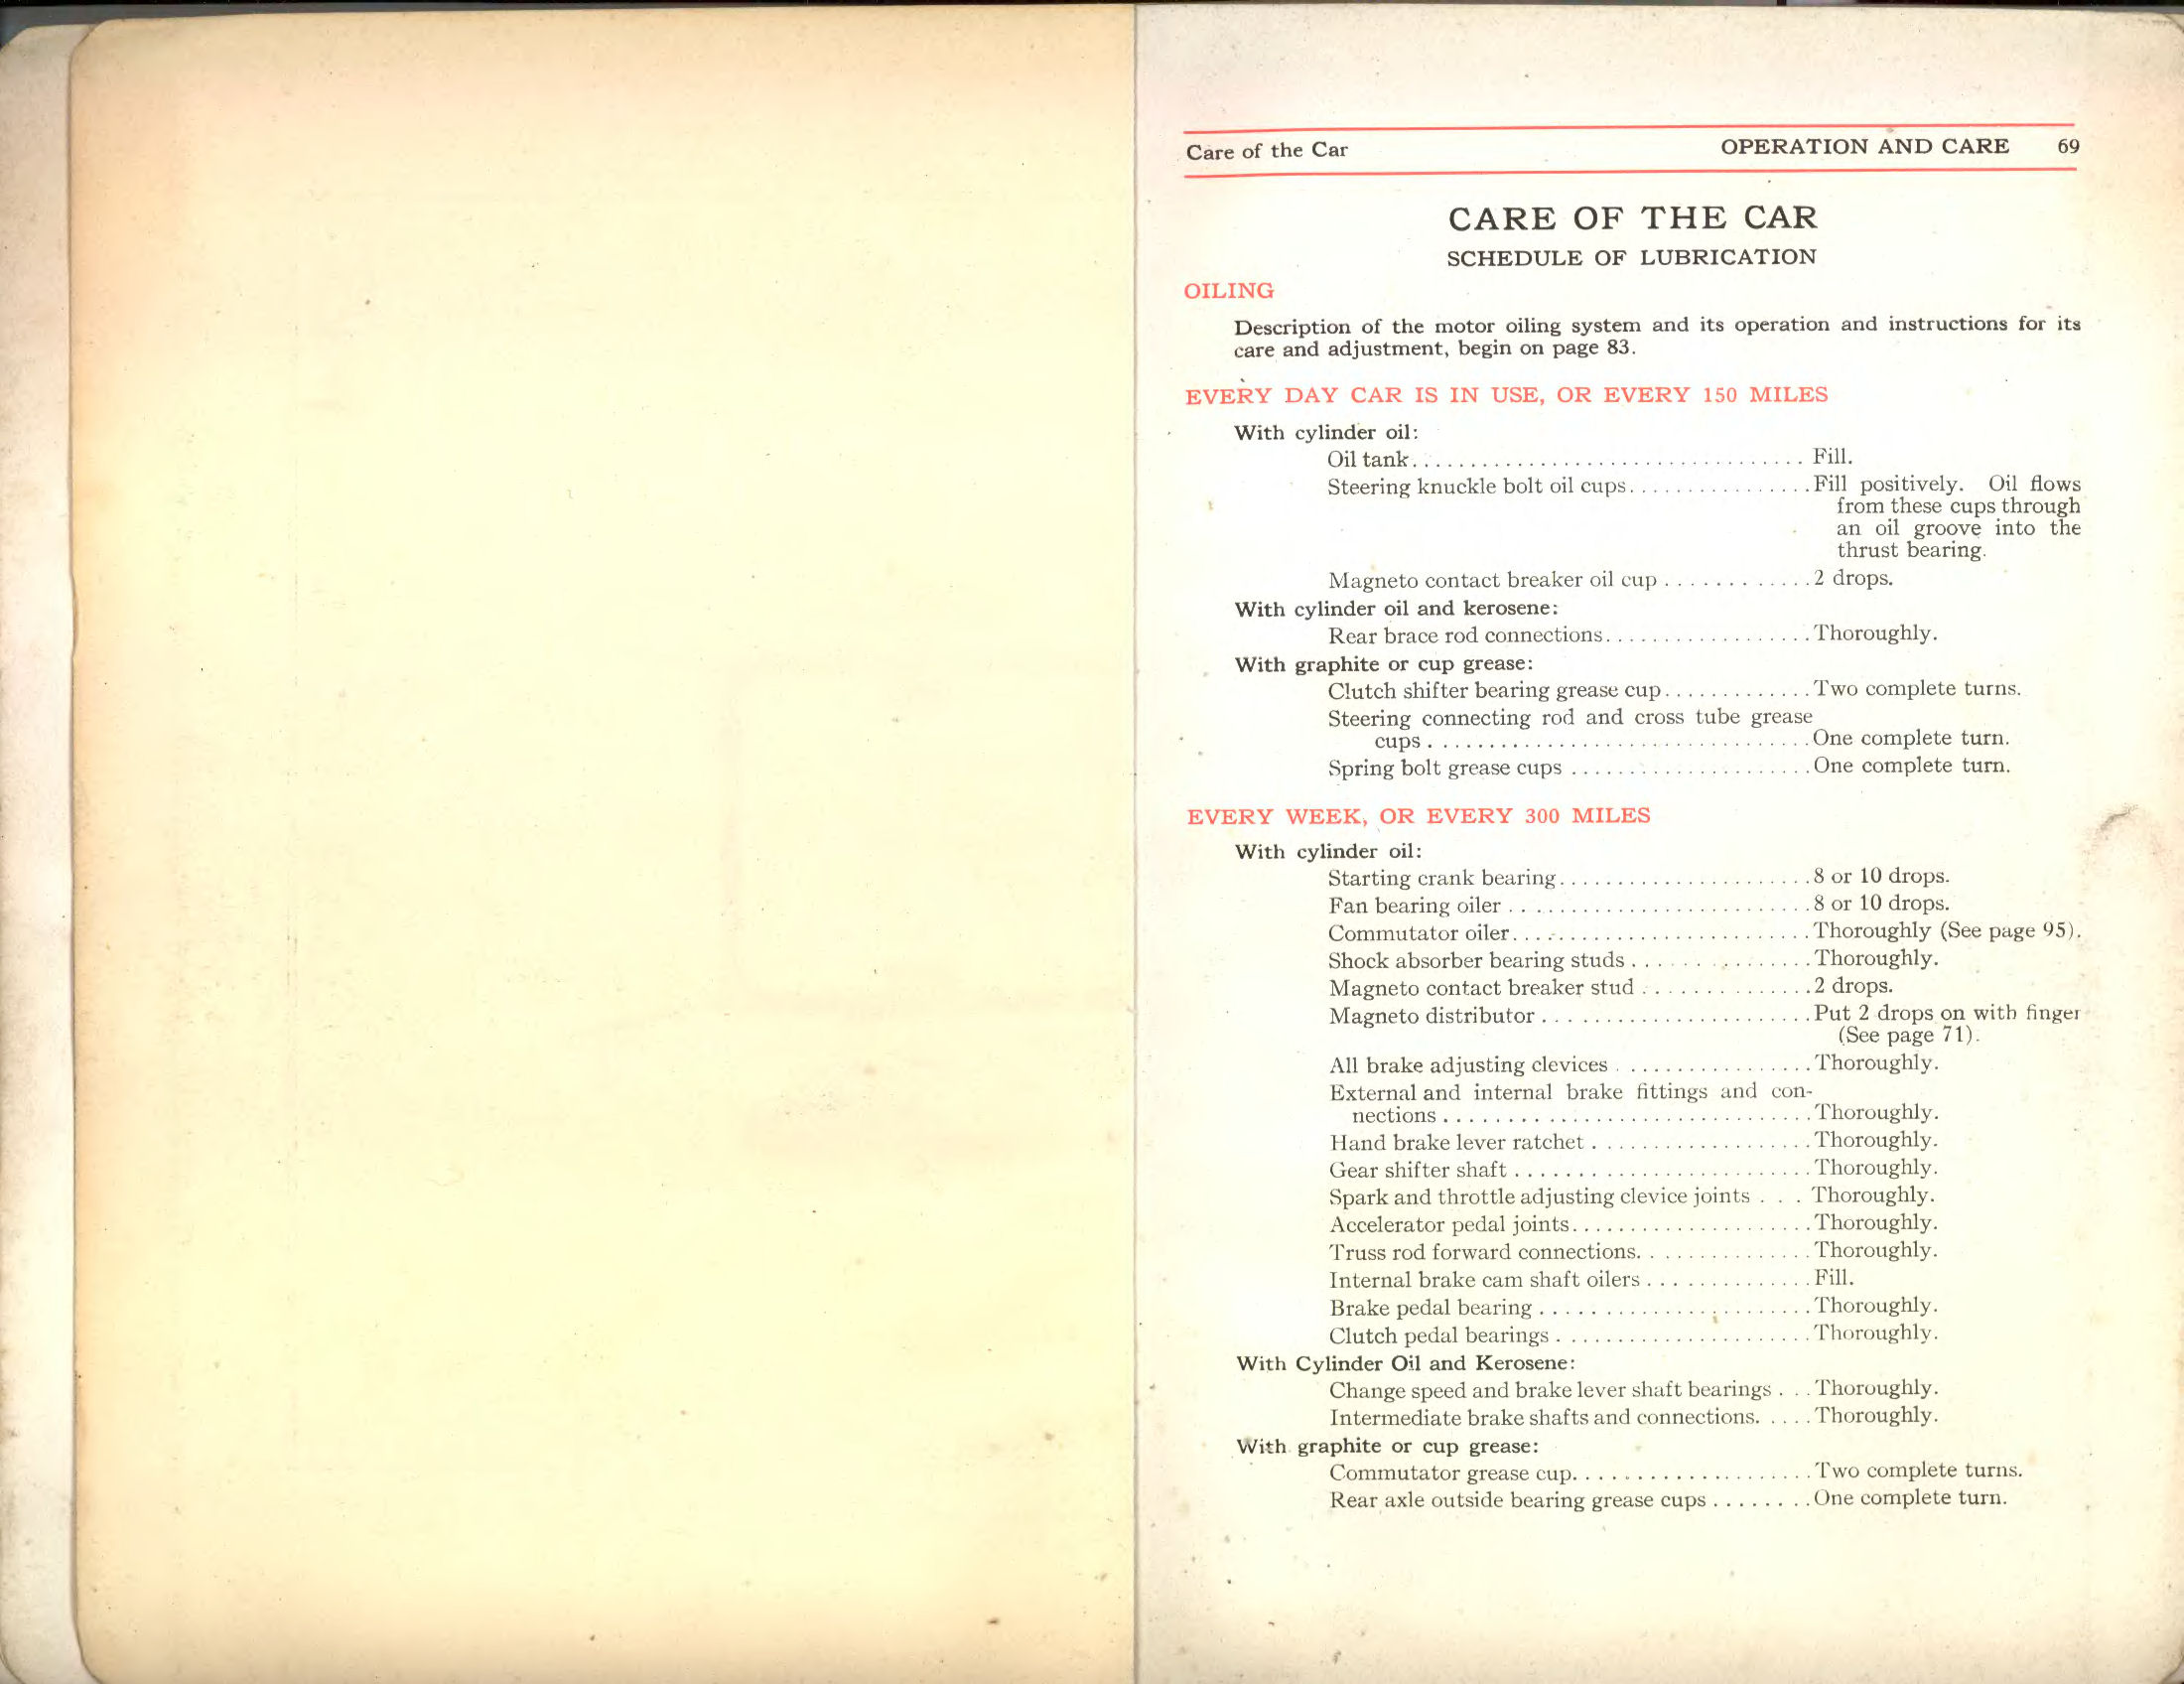 Care of the Car OPERATION AND CARE 69
CARE OF THE CAR
SCHEDULE OF LUBRICATION
OILING
Description of the motor oiling system and its operation and instructions for its
care and adjustment, begin on page 83.
EVERY DAY CAR IS IN USE, OR EVERY 150 MILES
With cylinder oil:
Oil tank. . . . . . . . . . . . . . . . . . . . . . . . . . . . . . . . . Fill.
Steering knuckle bolt oil cups. . . . . . . . . . . . . . . .Fill positively. Oil flows
from these cups through
an oil groove into the
thrust bearing.
Magneto contact breaker oil cup . . . . . . . . . . . . .2 drops.
With cylinder oil and kerosene:
Rear brace rod connections. . . . . . . . . . . . . . . . . .Thoroughly.
With graphite or cup grease:
Clutch shifter bearing grease cup. . . . . . . . . . . . .Two complete turns.
Steering connecting rod and cross tube grease
cups . . . . . . . . . . . . . . . . . . . . . . . . . . . . . . .One complete turn.
Spring bolt grease cups . . . . . . . . . . . . . . . . . . . . .One complete turn.
EVERY WEEK, OR EVERY 300 MILES
With cylinder oil:
Starting crank bearing. . . . . . . . . . . . . . . . . . . . . .8 or 10 drops.
Fan bearing oiler . . . . . . . . . . . . . . . . . . . . . . . . . .8 or 10 drops.
Commutator oiler. . . . . . . . . . . . . . . . . . . . . . . . . .Thoroughly (See page 95).
Shock absorber bearing studs . . . . . . . . . . . . . . . .Thoroughly.
Magneto contact breaker stud . . . . . . . . . . . . . . .2 drops.
Magneto distributor . . . . . . . . . . . . . . . . . . . . . . . .Put 2 drops on with finger
(See page 71).
All brake adjusting clevices . . . . . . . . . . . . . . . . .Thoroughly.
External and internal brake fittings and con-
nections . . . . . . . . . . . . . . . . . . . . . . . . . . . . . .Thoroughly.
Hand brake lever ratchet . . . . . . . . . . . . . . . . . . .Thoroughly.
Gear shifter shaft . . . . . . . . . . . . . . . . . . . . . . . . . .Thoroughly.
Spark and throttle adjusting clevice joints . . . Thoroughly.
Accelerator pedal joints. . . . . . . . . . . . . . . . . . . . .Thoroughly.
Truss rod forward connections. . . . . . . . . . . . . . .Thoroughly.
Internal brake cam shaft oilers . . . . . . . . . . . . . .Fill.
Brake pedal bearing . . . . . . . . . . . . . . . . . . . . . . . .Thoroughly.
Clutch pedal bearings . . . . . . . . . . . . . . . . . . . . . .Thoroughly.
With Cylinder Oil and Kerosene:
Change speed and brake lever shaft bearings . . .Thoroughly.
Intermediate brake shafts and connections. . . . .Thoroughly.
With graphite or cup grease:
Commutator grease cup. . . . . . . . . . . . . . . . . . . . .Two complete turns.
Rear axle outside bearing grease cups . . . . . . . .One complete turn.